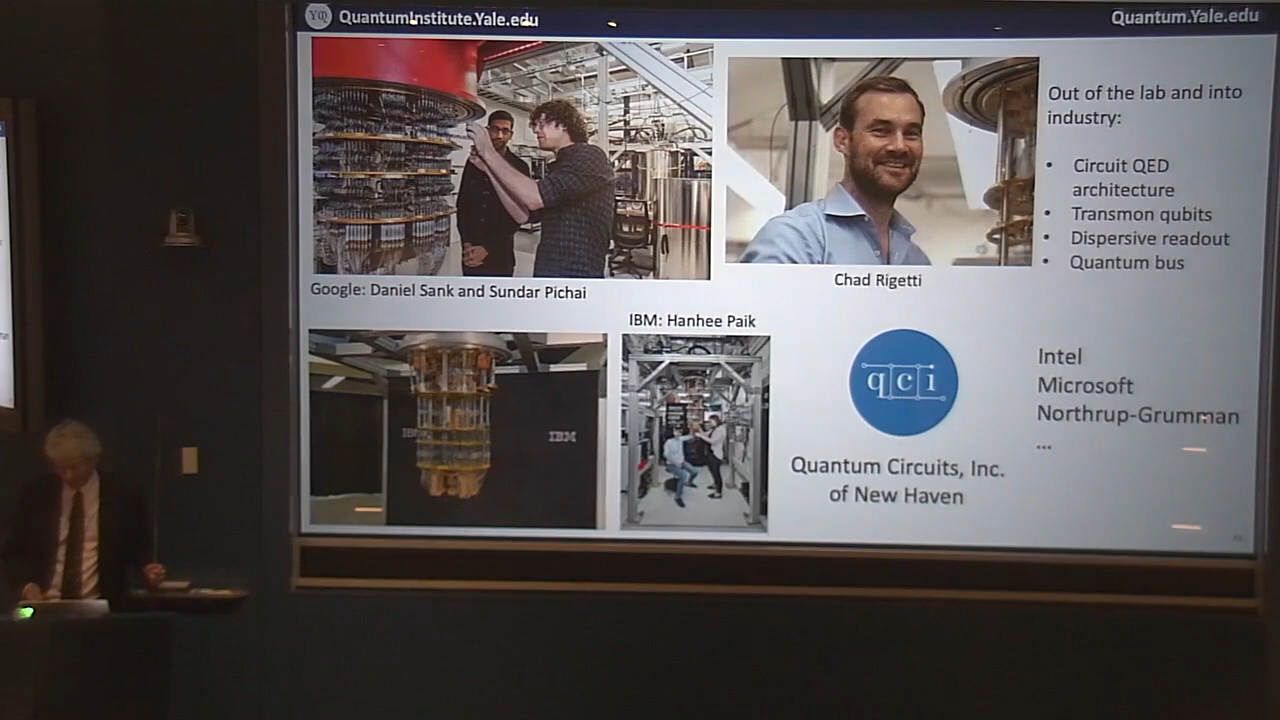 YQ QuantumInstitute.Yale.edu
Quantum.Yale.edu
Google: Daniel Sank and Sundar Pichai
Chad Rigetti
Out of the lab and into
industry:
• Circuit QED
architecture
• Transmon qubits
• Dispersive readout
• Quantum bus
IBM: Hanhee Paik
IBM
qci
Quantum Circuits, Inc.
of New Haven
Intel
Microsoft
Northrup-Grumman
...